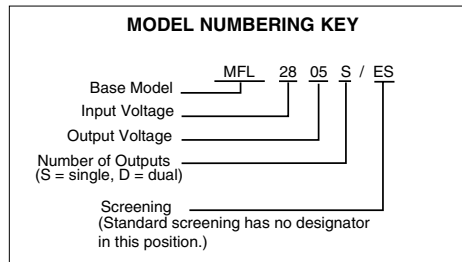 MODEL NUMBERING KEY
MFL 28 05 S / ES
Base Model
Input Voltage
Output Voltage
Number of Outputs
(S = single, D = dual)
Screening
(Standard screening has no designator
in this position.)